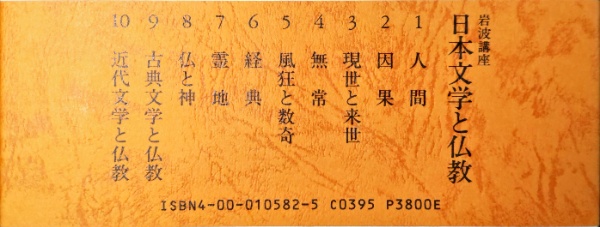 岩波講座
日本文学と仏教
1 人間
2 因果
3 現世と来世
4 無常
5 風狂と数奇
6 経典
7 霊地
8 仏と神
9 古典文学と仏教
10 近代文学と仏教
ISBN4-00-010582-5 C0395 P3800E